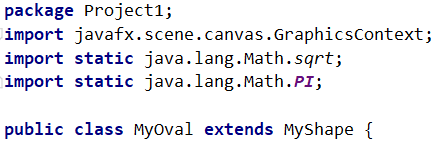 package Project1;
import javafx.scene.canvas.GraphicsContext;
import static java.lang.Math.sqrt;
import static java.lang.Math.PI;
public class MyOval extends MyShape {